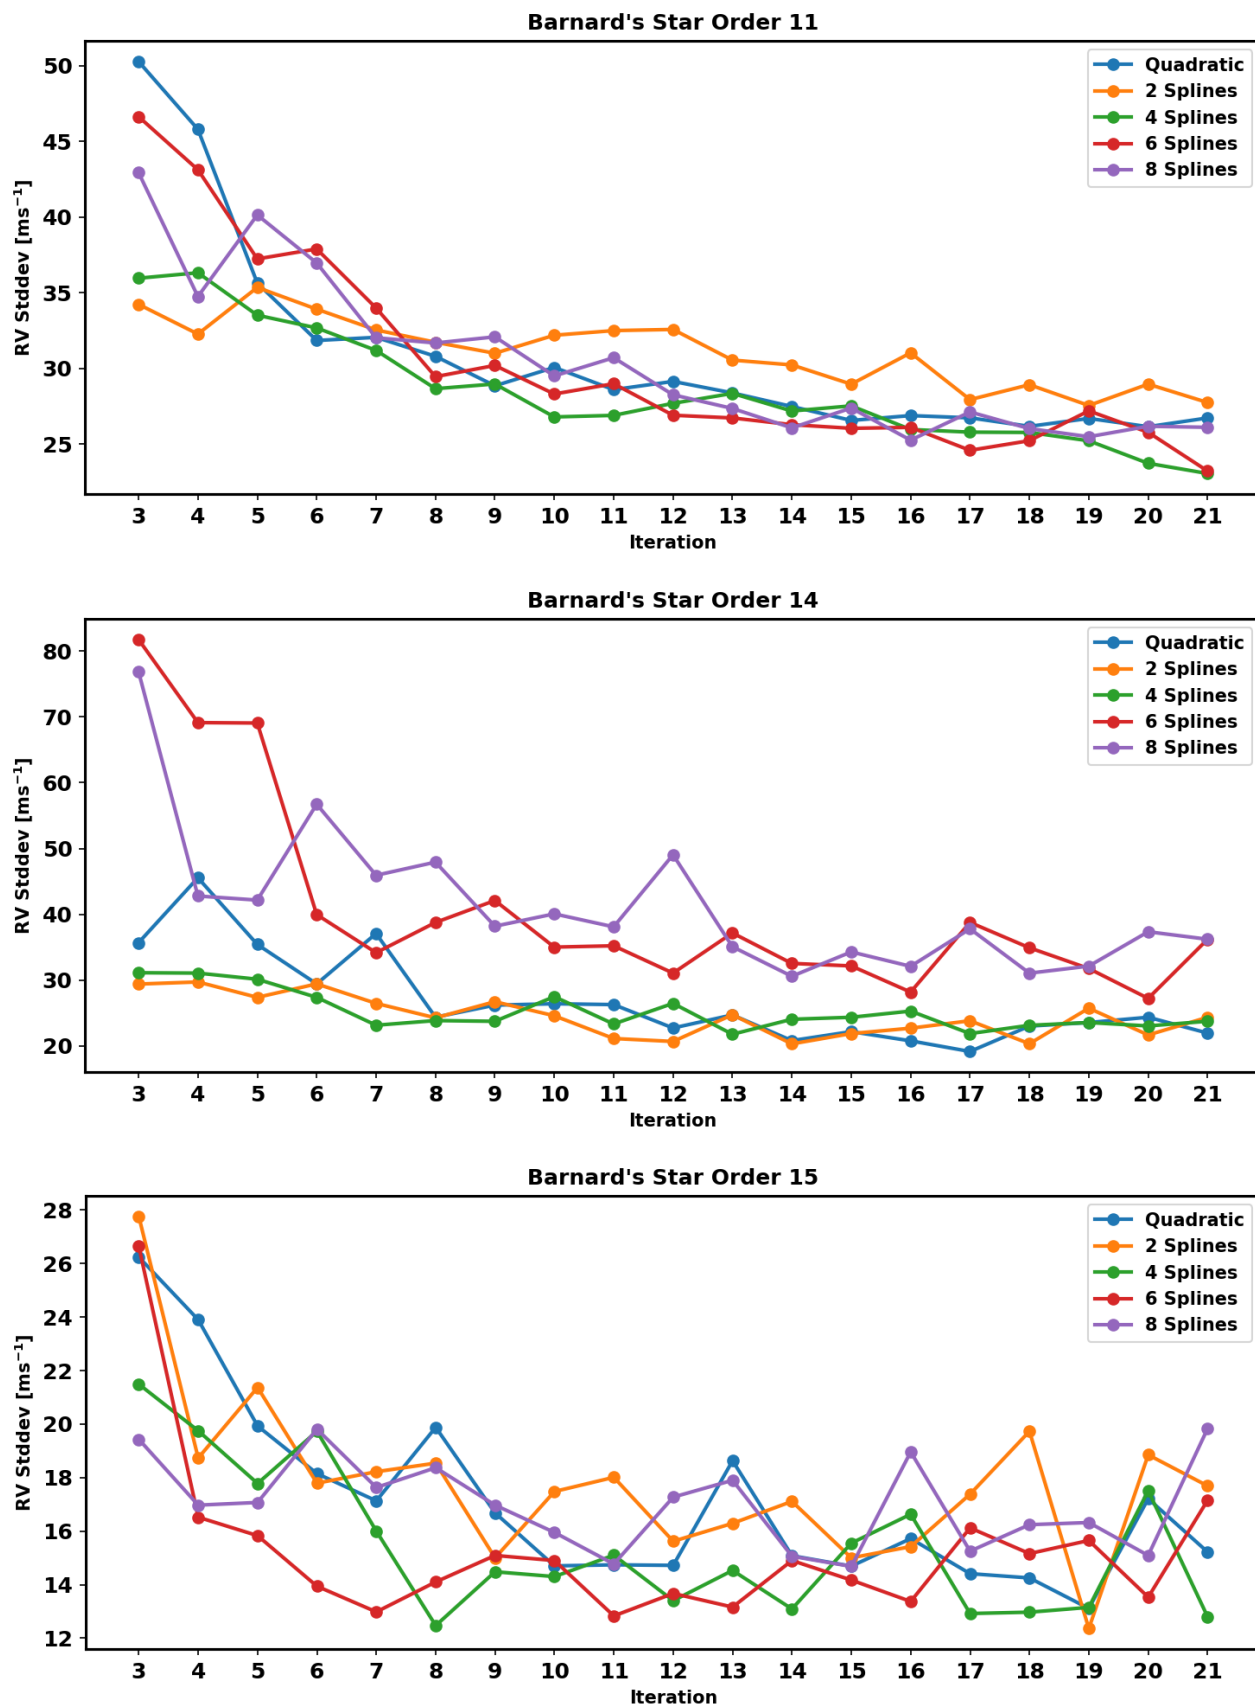 Barnard's Star Order 11
RV Stddev [ms⁻¹]
50
45
40
35
30
25
Quadratic
2 Splines
4 Splines
6 Splines
8 Splines
3 4 5 6 7 8 9 10 11 12 13 14 15 16 17 18 19 20 21
Iteration
Barnard's Star Order 14
RV Stddev [ms⁻¹]
80
70
60
50
40
30
20
Quadratic
2 Splines
4 Splines
6 Splines
8 Splines
3 4 5 6 7 8 9 10 11 12 13 14 15 16 17 18 19 20 21
Iteration
Barnard's Star Order 15
RV Stddev [ms⁻¹]
28
26
24
22
20
18
16
14
12
Quadratic
2 Splines
4 Splines
6 Splines
8 Splines
3 4 5 6 7 8 9 10 11 12 13 14 15 16 17 18 19 20 21
Iteration